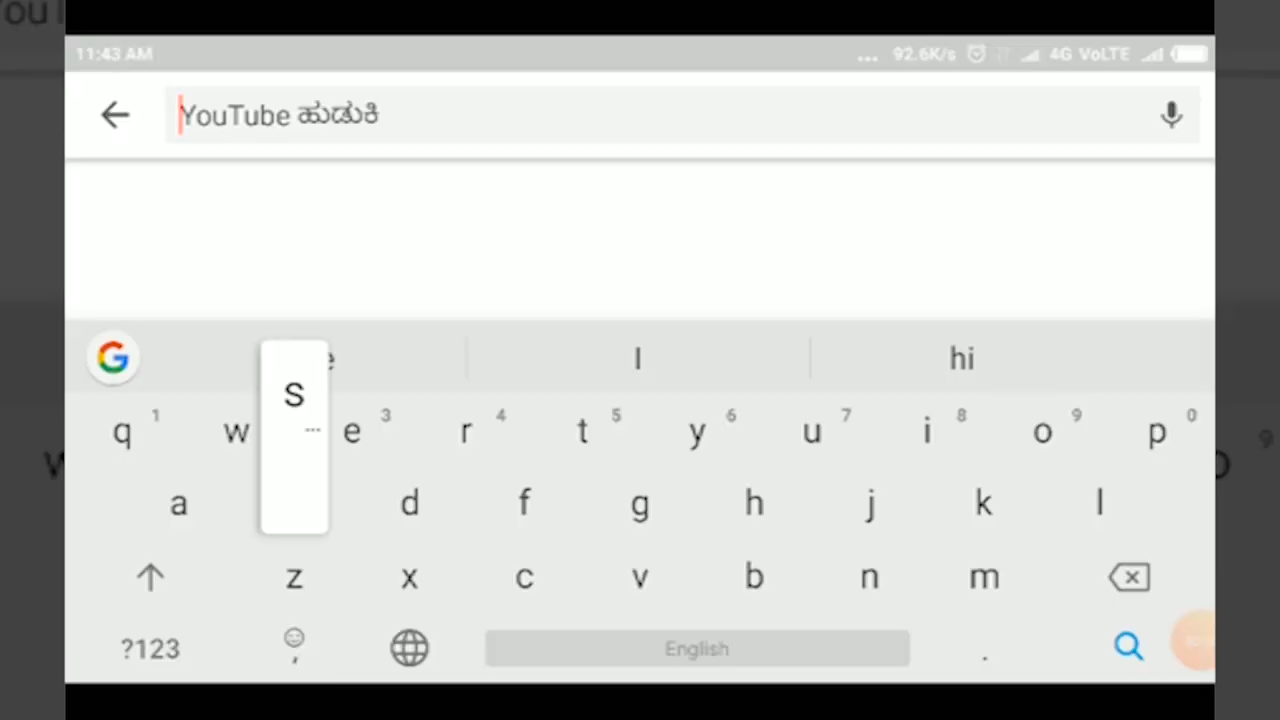 11:43 AM ... 92.6K/s 4G VoLTE
YouTube ಹುಡುಕಿ
G I hi
S
q 1 w e 3 r 4 t 5 y 6 u 7 i 8 o 9 p 0
a d f g h j k l
z x c v b n m
?123 , English .